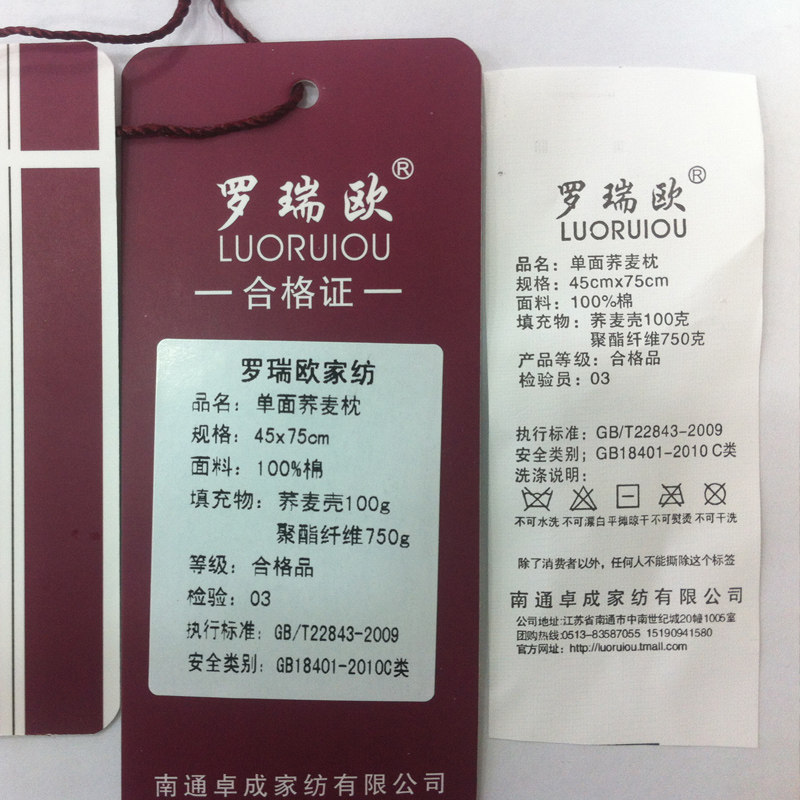 罗瑞欧®
LUORUIOU
合格证
罗瑞欧家纺
品名：单面荞麦枕
规格：45x75cm
面料：100%棉
填充物：荞麦壳100g
聚酯纤维750g
等级：合格品
检验：03
执行标准：GB/T22843-2009
安全类别：GB18401-2010C类
南通卓成家纺有限公司
罗瑞欧®
LUORUIOU
品名：单面荞麦枕
规格：45cmx75cm
面料：100%棉
填充物：荞麦壳100克
聚酯纤维750克
产品等级：合格品
检验员：03
执行标准：GB/T22843-2009
安全类别；GB18401-2010 C类
洗涤说明：
不可水洗 不可漂白 平摊晾干 不可熨烫 不可干洗
除了消费者以外，任何人不能撕除这个标签
南通卓成家纺有限公司
公司地址:江苏省南通市中南世纪城20幢1005室
团购热线:0513-83587055 15190941580
官方网址：http://luoruiou.tmall.com